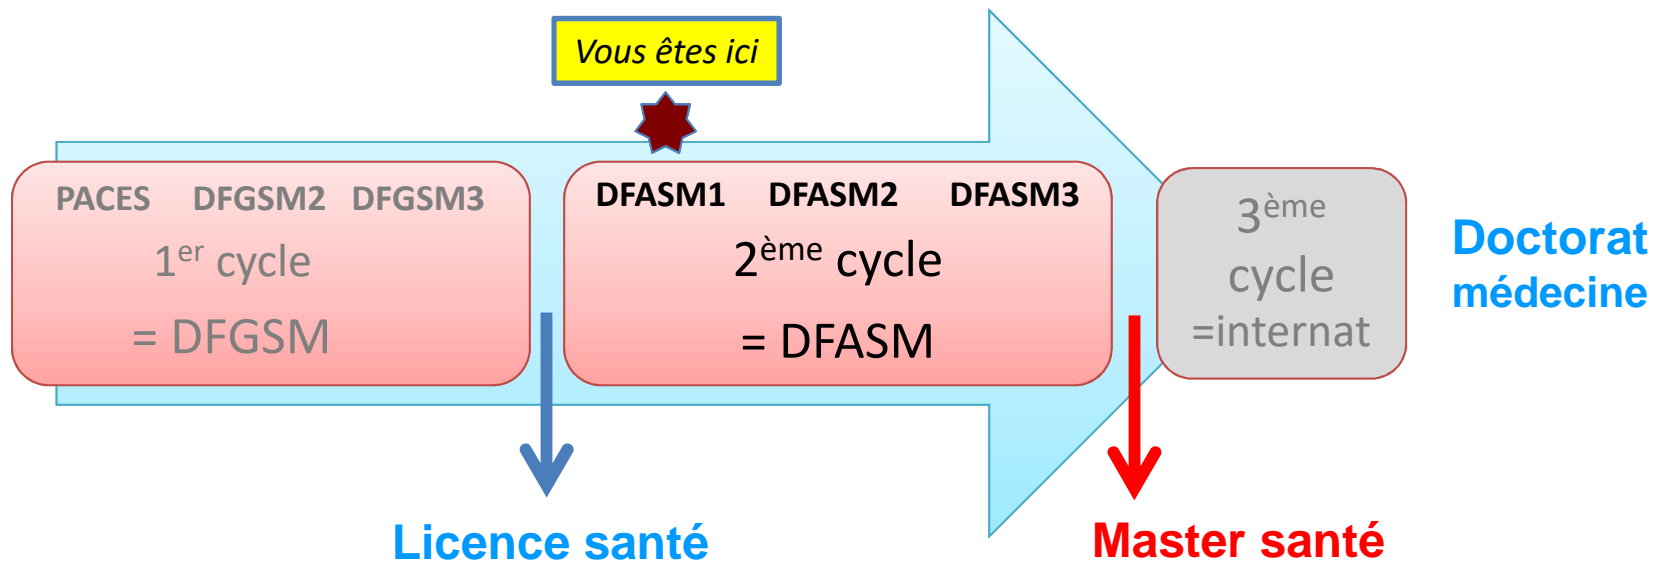 Vous êtes ici
PACES DFGSM2 DFGSM3
1er cycle
= DFGSM
DFASM1 DFASM2 DFASM3
2ème cycle
= DFASM
3ème
cycle
=internat
Doctorat
médecine
Licence santé
Master santé